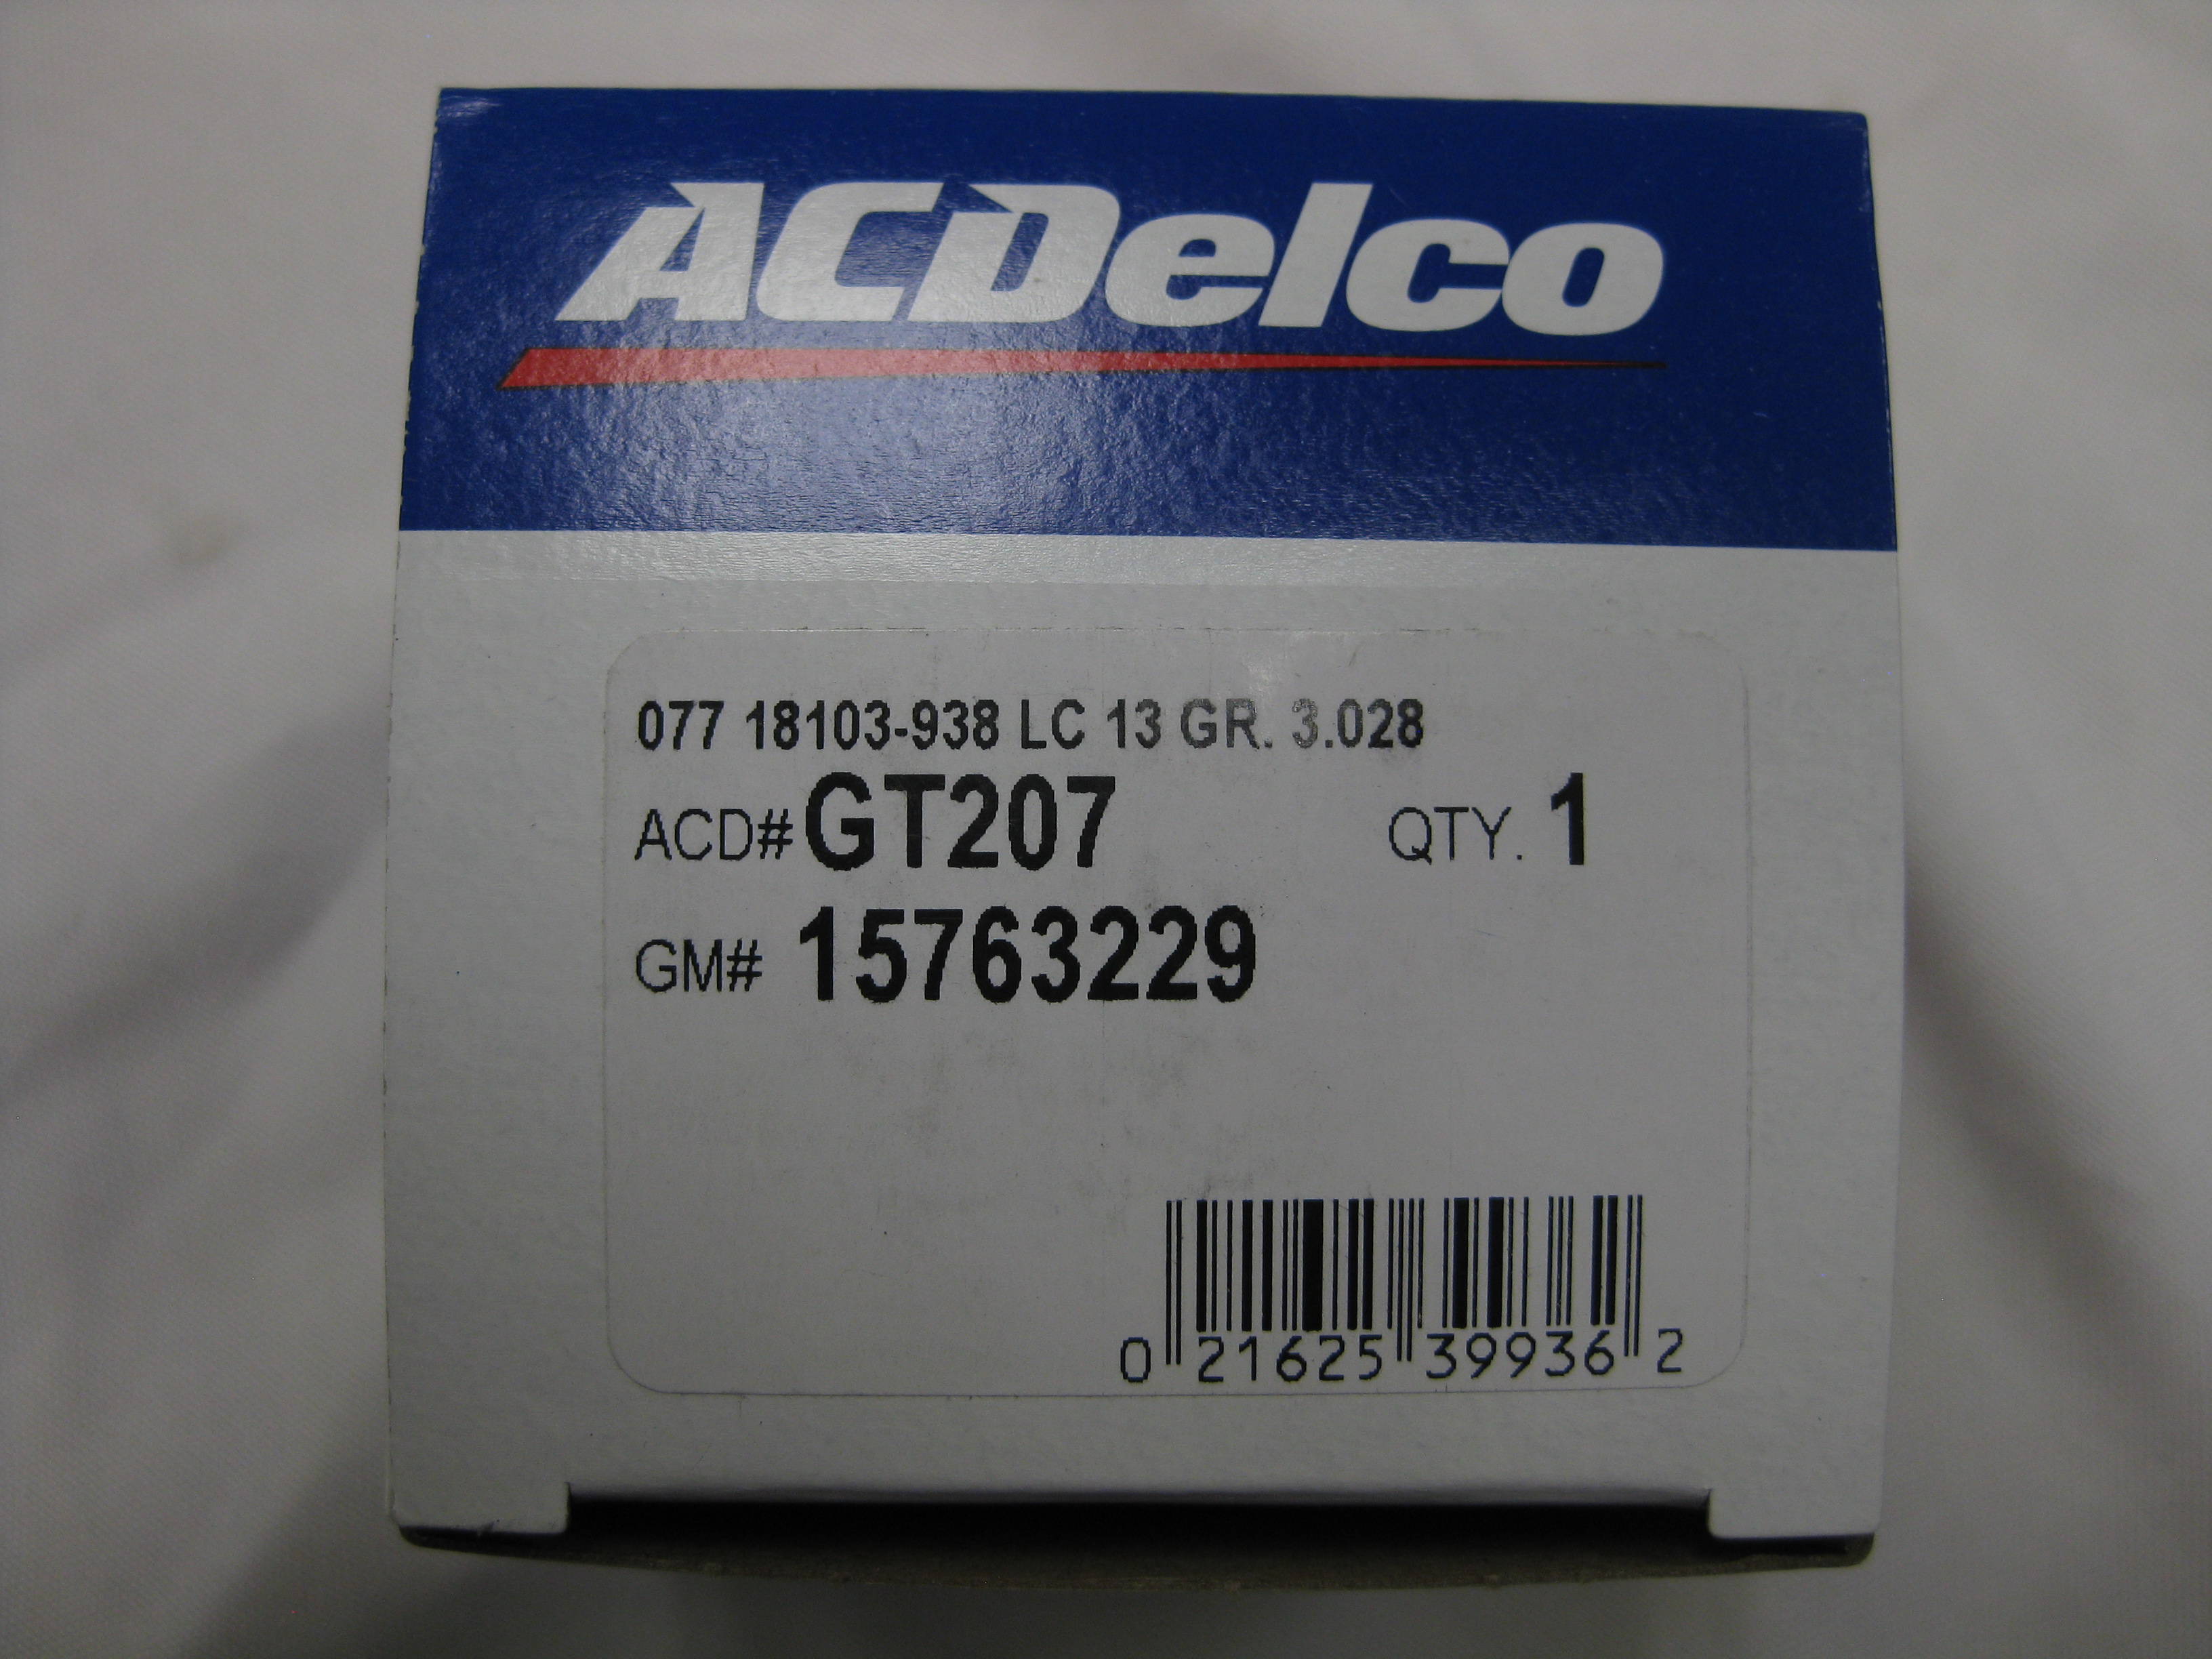 ACDelco
077 18103-938 LC 13 GR. 3.028
ACD# GT207 QTY. 1
GM# 15763229
0 21625 39936 2